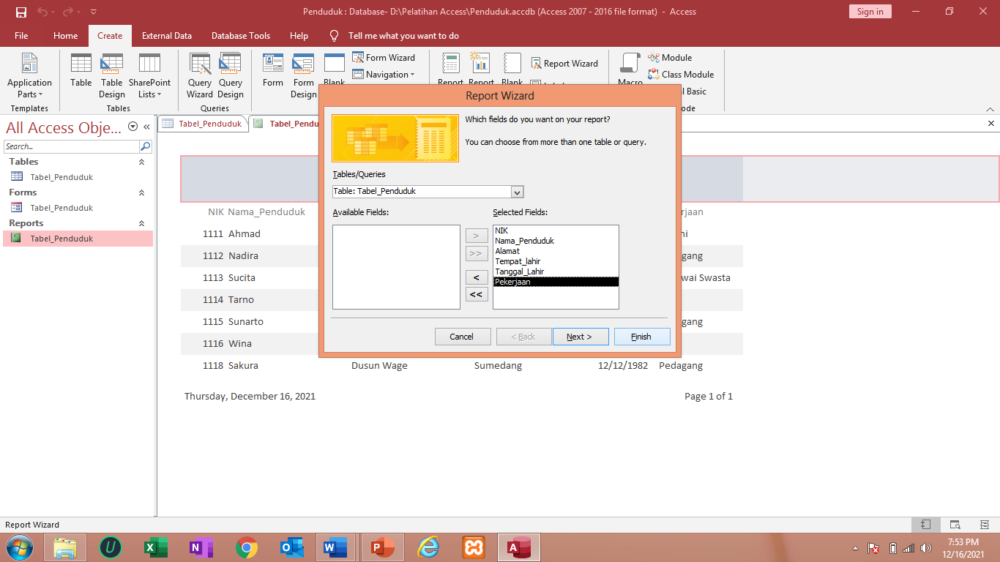 Penduduk : Database- D:\Pelatihan Access\Penduduk.accdb (Access 2007 - 2016 file format) - Access
Sign in
File Home Create External Data Database Tools Help Tell me what you want to do
Application Parts
Table
Table Design
SharePoint Lists
Query Wizard
Query Design
Form
Form Design
Blank
Form Wizard
Navigation
Report
Report
Blank
Report Wizard
Macro
Module
Class Module
Basic
Templates
Tables
Queries
All Access Obje...
Search...
Tables
Tabel_Penduduk
Forms
Tabel_Penduduk
Reports
Tabel_Penduduk
Tabel_Penduduk
Tabel_Pendu
Report Wizard
Which fields do you want on your report?
You can choose from more than one table or query.
Tables/Queries
Table: Tabel_Penduduk
Available Fields:
Selected Fields:
NIK
Nama_Penduduk
Alamat
Tempat_lahir
Tanggal_Lahir
Pekerjaan
>
>>
<
<<
Cancel
< Back
Next >
Finish
NIK Nama_Penduduk rjaan
1111 Ahmad ni
1112 Nadira gang
1113 Sucita wai Swasta
1114 Tarno
1115 Sunarto gang
1116 Wina
1118 Sakura Dusun Wage Sumedang 12/12/1982 Pedagang
Thursday, December 16, 2021 Page 1 of 1
Report Wizard
7:53 PM
12/16/2021